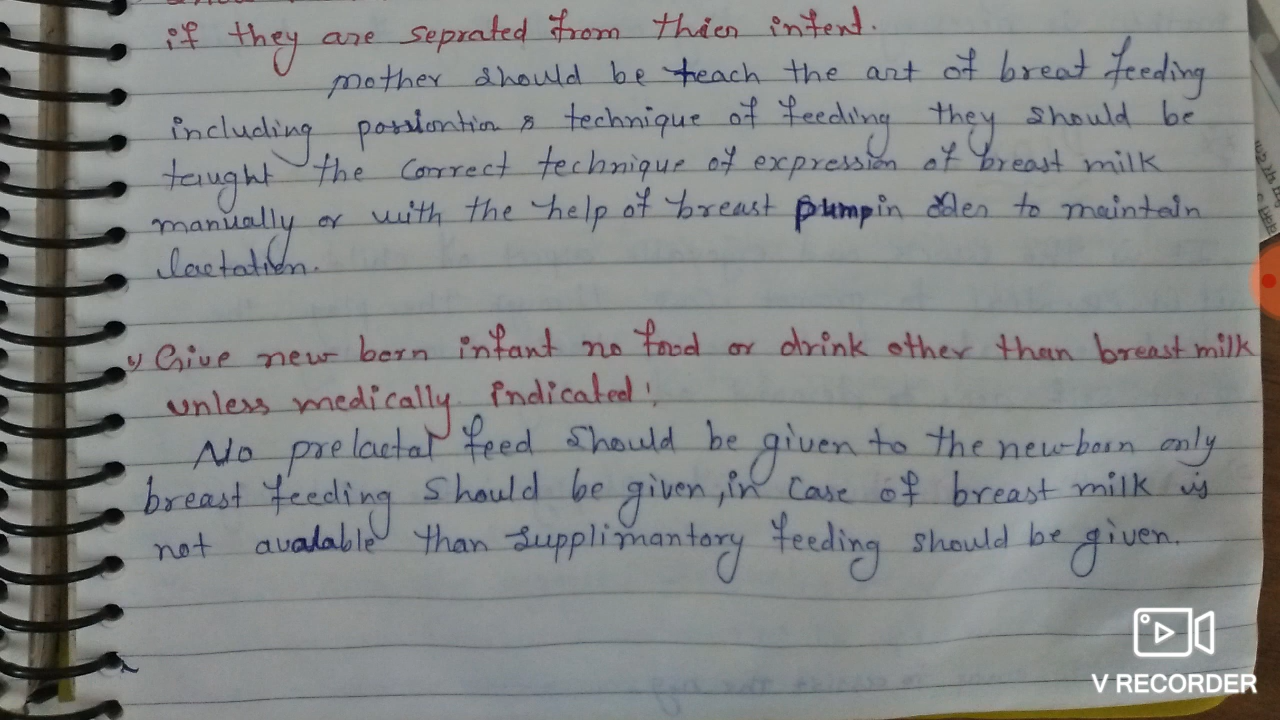 if they are seprated from thier intent.
mother should be teach the art of breat feeding
including possiontion & technique of feeding they should be
taught the correct technique of expression of breast milk
manually or with the help of breast pump in oder to maintain
lactation.
v) Give new born infant no food or drink other than breast milk
unless medically indicated!
No prelactal feed should be given to the new-born only
breast feeding should be given, in case of breast milk is
not avalable than supplimantory feeding should be given.
V RECORDER